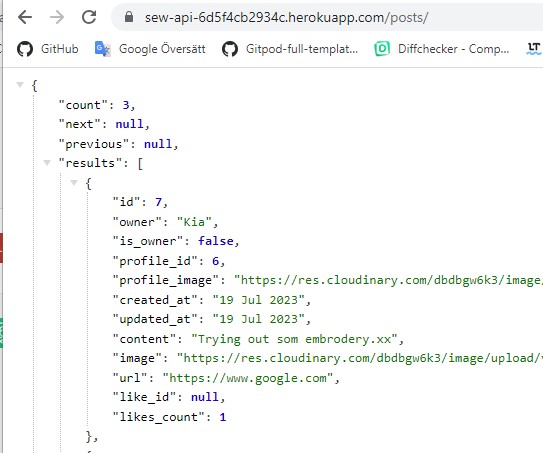 sew-api-6d5f4cb2934c.herokuapp.com/posts/
GitHub Google Översätt Gitpod-full-templat... Diffchecker - Comp... LT
{
"count": 3,
"next": null,
"previous": null,
"results": [
{
"id": 7,
"owner": "Kia",
"is_owner": false,
"profile_id": 6,
"profile_image": "https://res.cloudinary.com/dbdbgw6k3/image/
"created_at": "19 Jul 2023",
"updated_at": "19 Jul 2023",
"content": "Trying out som embrodery.xx",
"image": "https://res.cloudinary.com/dbdbgw6k3/image/upload/v
"url": "https://www.google.com",
"like_id": null,
"likes_count": 1
},